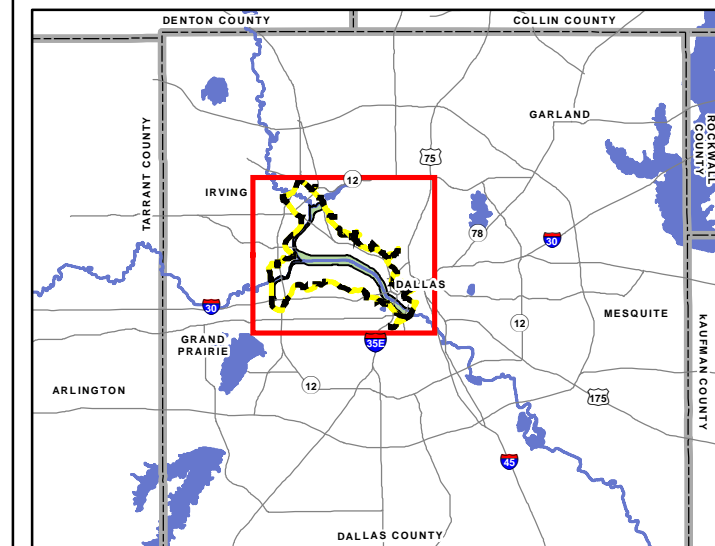 DENTON COUNTY
COLLIN COUNTY
GARLAND
TARRANT COUNTY
ROCKWALL
COUNTY
75
12
IRVING
78
30
DALLAS
30
MESQUITE
12
GRAND
PRAIRIE
35E
kAUFMAN COUNTY
ARLINGTON
12
175
45
DALLAS COUNTY